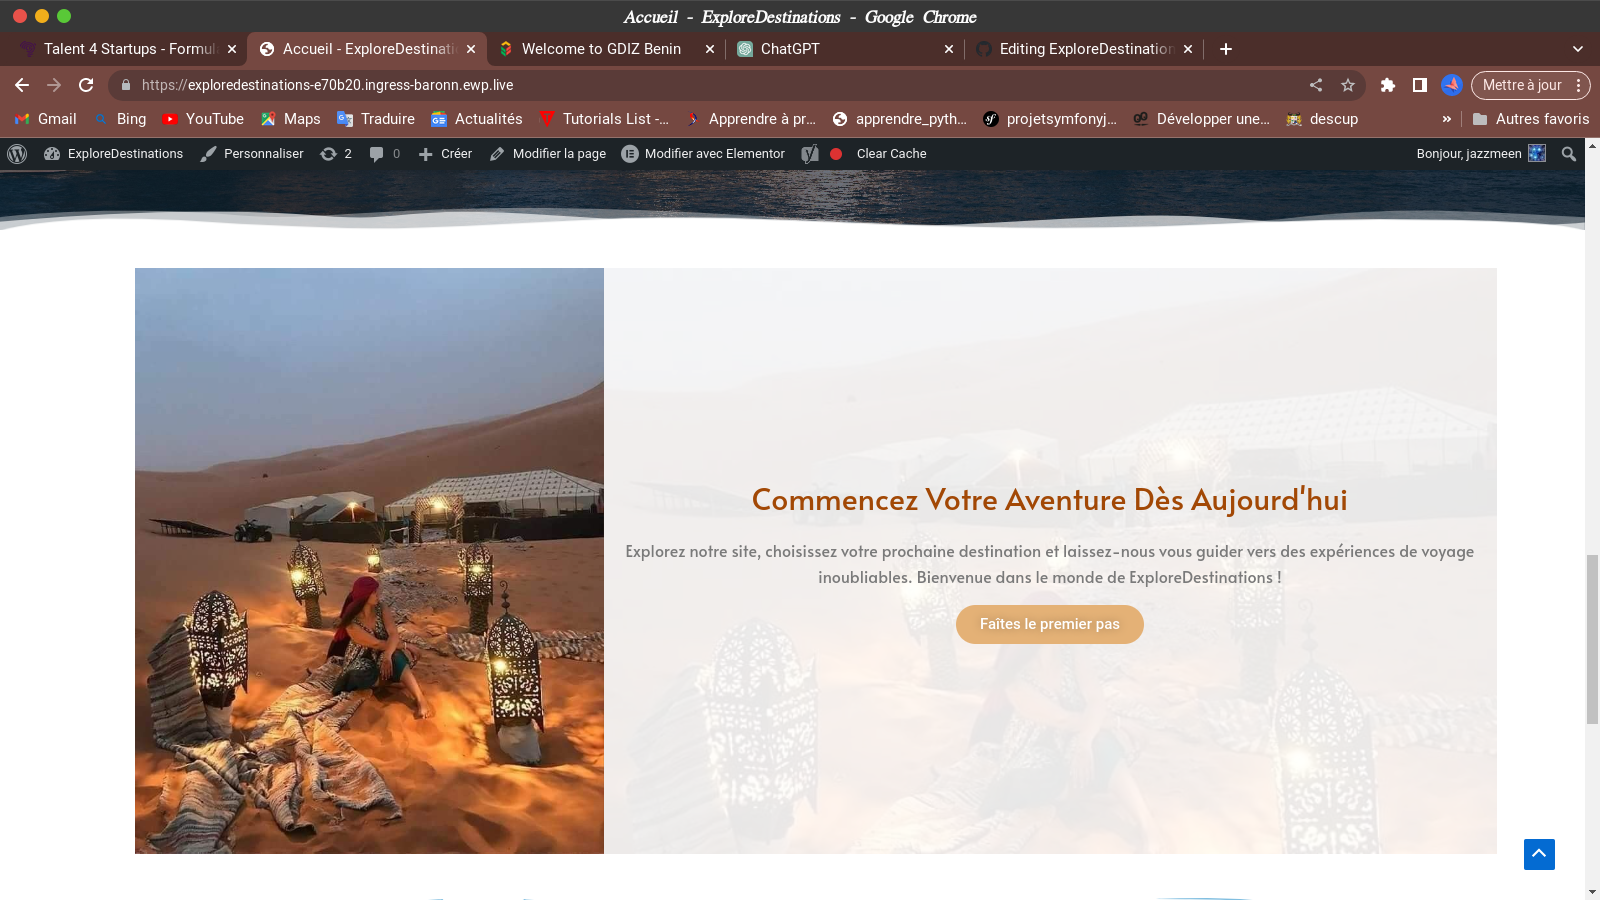 Accueil - ExploreDestinations - Google Chrome
Talent 4 Startups - Formul
Accueil - ExploreDestinati
Welcome to GDIZ Benin
ChatGPT
Editing ExploreDestination
https://exploredestinations-e70b20.ingress-baronn.ewp.live
Mettre à jour
Gmail
Bing
YouTube
Maps
Traduire
Actualités
Tutorials List -...
Apprendre à pr...
apprendre_pyth...
projetsymfonyj...
Développer une...
descup
»
Autres favoris
ExploreDestinations
Personnaliser
2
0
Créer
Modifier la page
Modifier avec Elementor
Clear Cache
Bonjour, jazzmeen
Commencez Votre Aventure Dès Aujourd'hui
Explorez notre site, choisissez votre prochaine destination et laissez-nous vous guider vers des expériences de voyage
inoubliables. Bienvenue dans le monde de ExploreDestinations !
Faîtes le premier pas